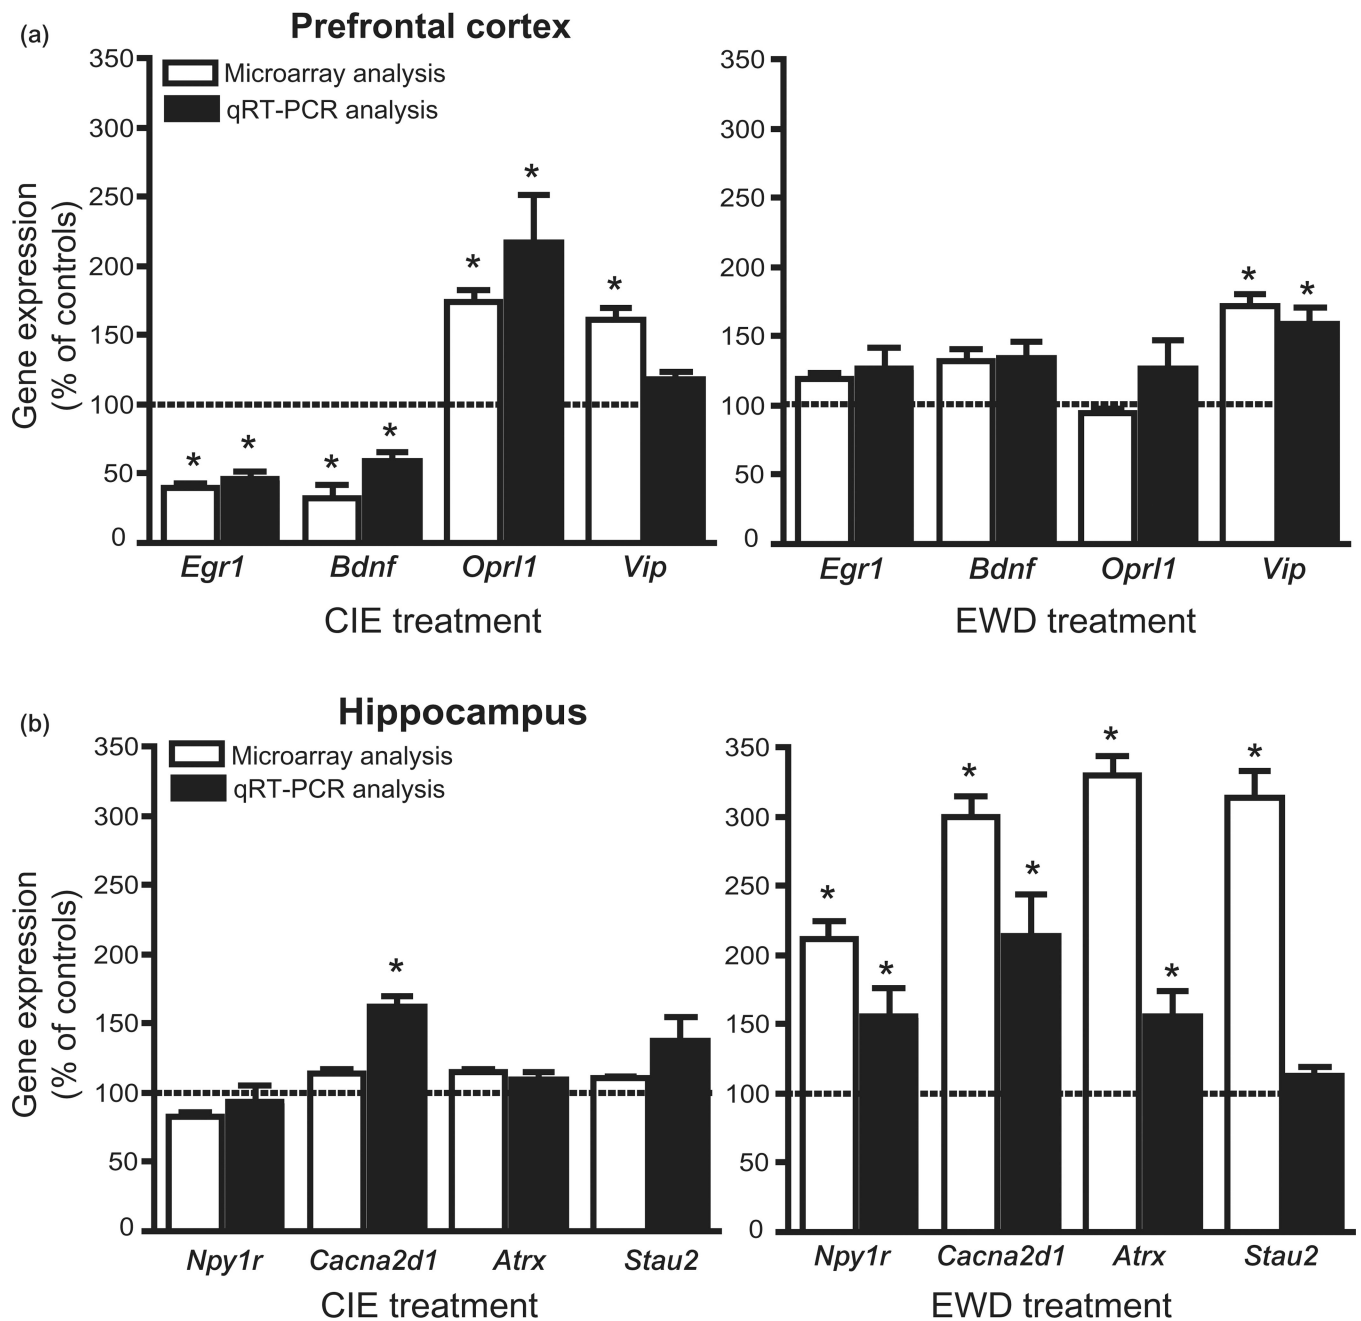 (a)
Prefrontal cortex
Microarray analysis
qRT-PCR analysis
Gene expression
(% of controls)
350
300
250
200
150
100
50
0
*
*
*
*
*
*
*
Egr1 Bdnf Oprl1 Vip
CIE treatment
350
300
250
200
150
100
50
0
*
*
Egr1 Bdnf Oprl1 Vip
EWD treatment
(b)
Hippocampus
Microarray analysis
qRT-PCR analysis
Gene expression
(% of controls)
350
300
250
200
150
100
50
0
*
Npy1r Cacna2d1 Atrx Stau2
CIE treatment
350
300
250
200
150
100
50
0
*
*
*
*
*
*
*
Npy1r Cacna2d1 Atrx Stau2
EWD treatment